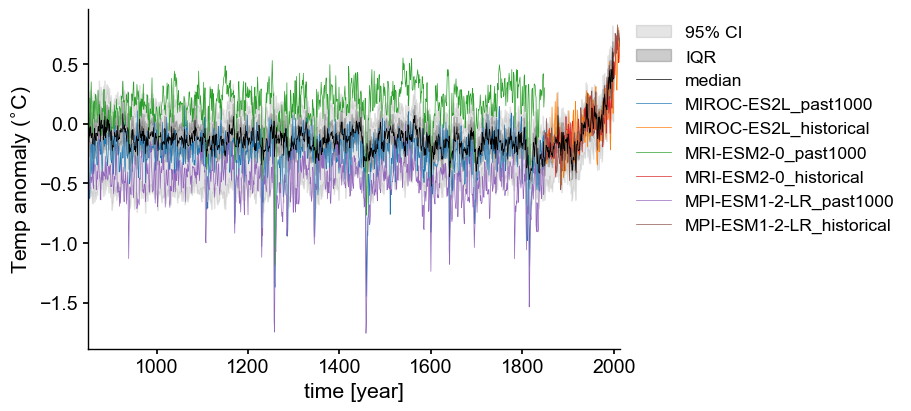 Temp anomaly (°C)
0.5
0.0
−0.5
−1.0
−1.5
1000
1200
1400
1600
1800
2000
time [year]
95% CI
IQR
median
MIROC-ES2L_past1000
MIROC-ES2L_historical
MRI-ESM2-0_past1000
MRI-ESM2-0_historical
MPI-ESM1-2-LR_past1000
MPI-ESM1-2-LR_historical